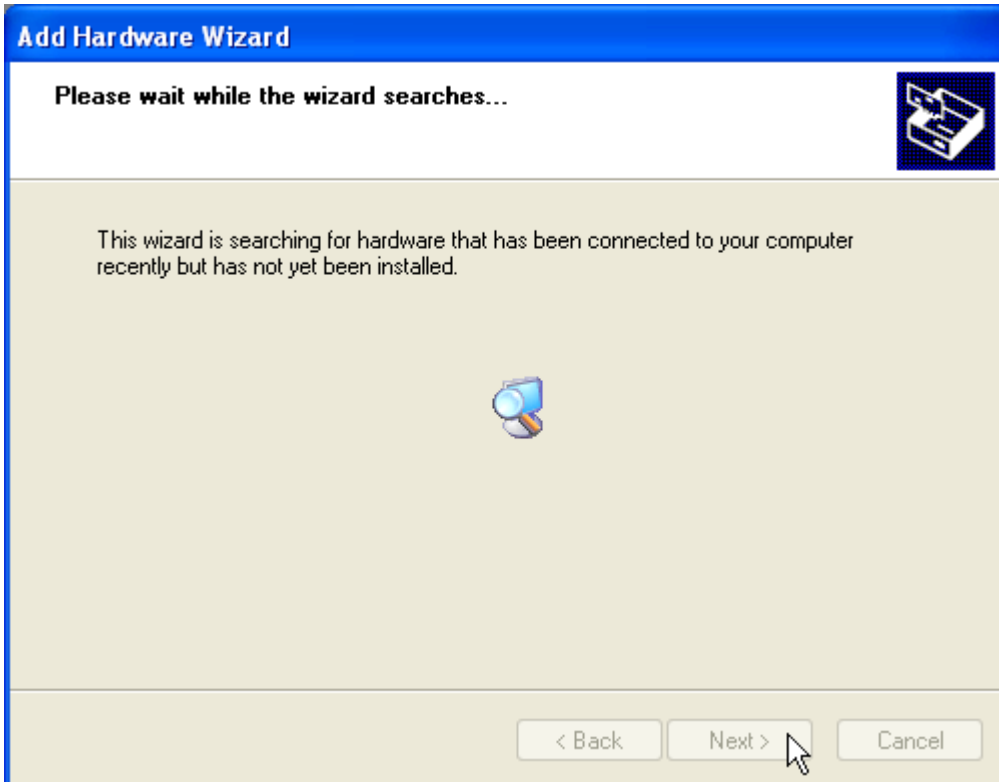 Add Hardware Wizard
Please wait while the wizard searches...
This wizard is searching for hardware that has been connected to your computer
recently but has not yet been installed.
< Back
Next >
Cancel